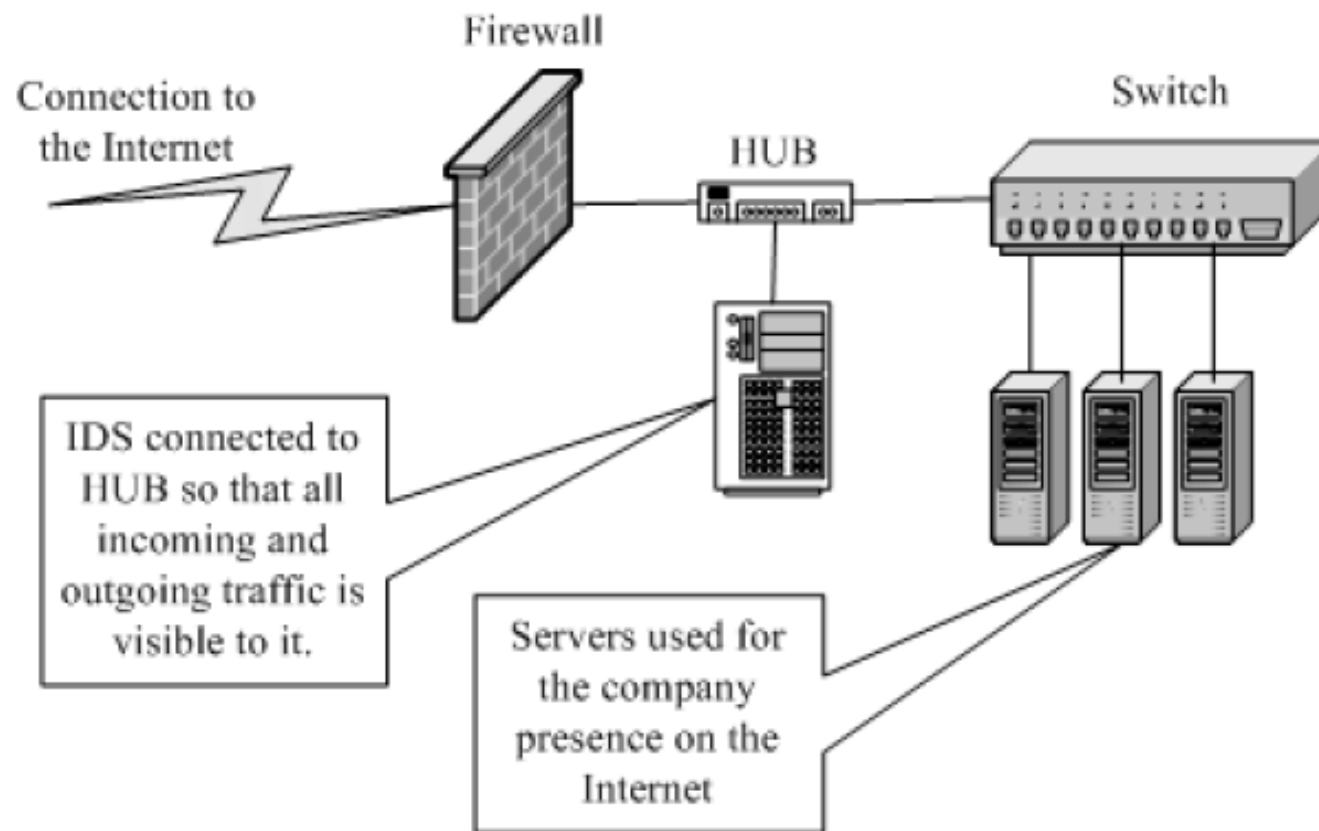 Firewall
Connection to
the Internet
HUB
Switch
IDS connected to
HUB so that all
incoming and
outgoing traffic is
visible to it.
Servers used for
the company
presence on the
Internet